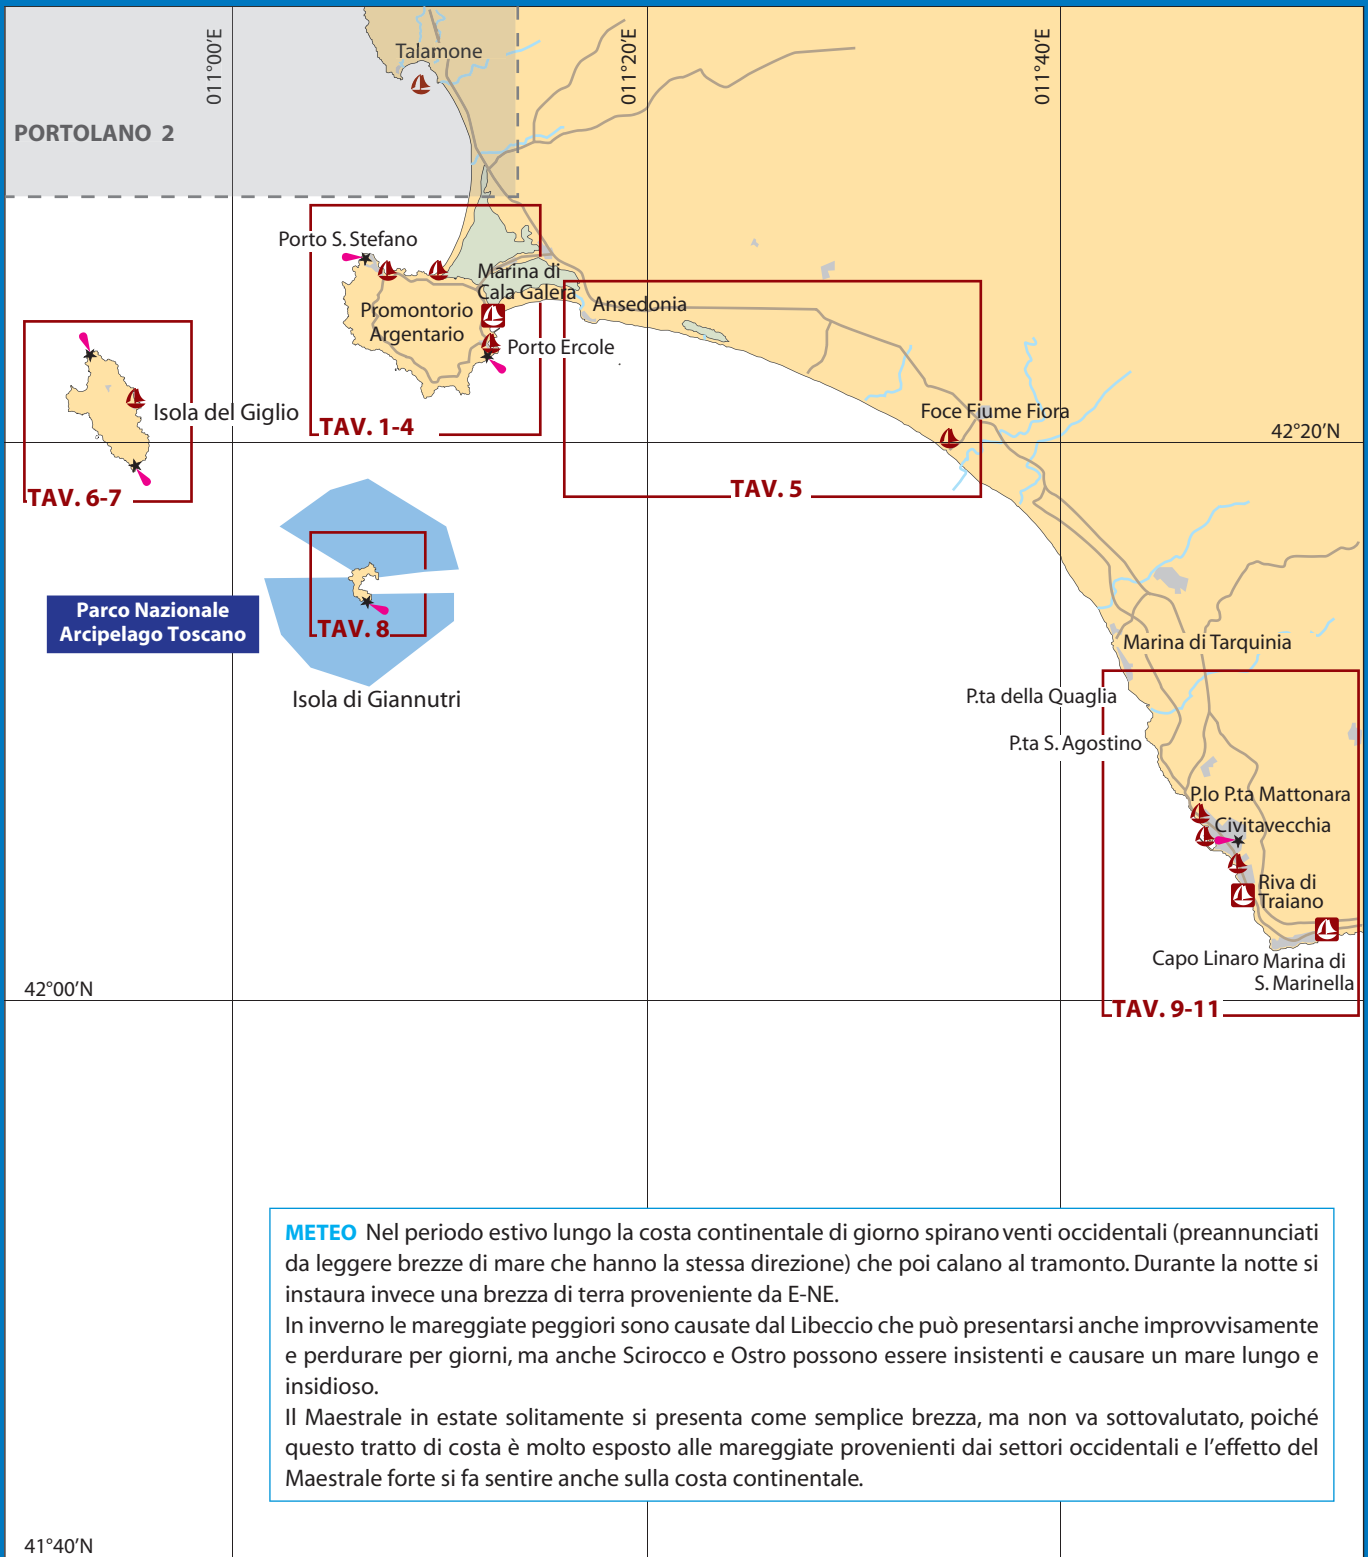 011°00'E
011°20'E
011°40'E
Talamone
PORTOLANO 2
Porto S. Stefano
Marina di
Cala Galera
Promontorio
Argentario
Ansedonia
Porto Ercole
Isola del Giglio
Foce Fiume Fiora
TAV. 1-4
42°20'N
TAV. 6-7
TAV. 5
Parco Nazionale
Arcipelago Toscano
TAV. 8
Isola di Giannutri
Marina di Tarquinia
P.ta della Quaglia
P.ta S. Agostino
P.lo P.ta Mattonara
Civitavecchia
Riva di
Traiano
Capo Linaro
Marina di
S. Marinella
42°00'N
TAV. 9-11
METEO Nel periodo estivo lungo la costa continentale di giorno spirano venti occidentali (preannunciati
da leggere brezze di mare che hanno la stessa direzione) che poi calano al tramonto. Durante la notte si
instaura invece una brezza di terra proveniente da E-NE.
In inverno le mareggiate peggiori sono causate dal Libeccio che può presentarsi anche improvvisamente
e perdurare per giorni, ma anche Scirocco e Ostro possono essere insistenti e causare un mare lungo e
insidioso.
Il Maestrale in estate solitamente si presenta come semplice brezza, ma non va sottovalutato, poiché
questo tratto di costa è molto esposto alle mareggiate provenienti dai settori occidentali e l'effetto del
Maestrale forte si fa sentire anche sulla costa continentale.
41°40'N